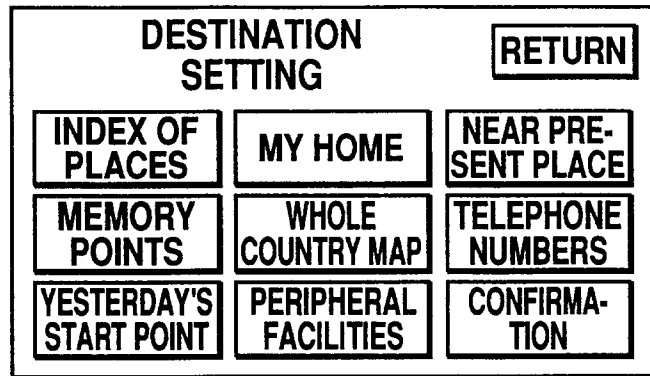 DESTINATION
SETTING
RETURN
INDEX OF
PLACES
MY HOME
NEAR PRE-
SENT PLACE
MEMORY
POINTS
WHOLE
COUNTRY MAP
TELEPHONE
NUMBERS
YESTERDAY'S
START POINT
PERIPHERAL
FACILITIES
CONFIRMA-
TION